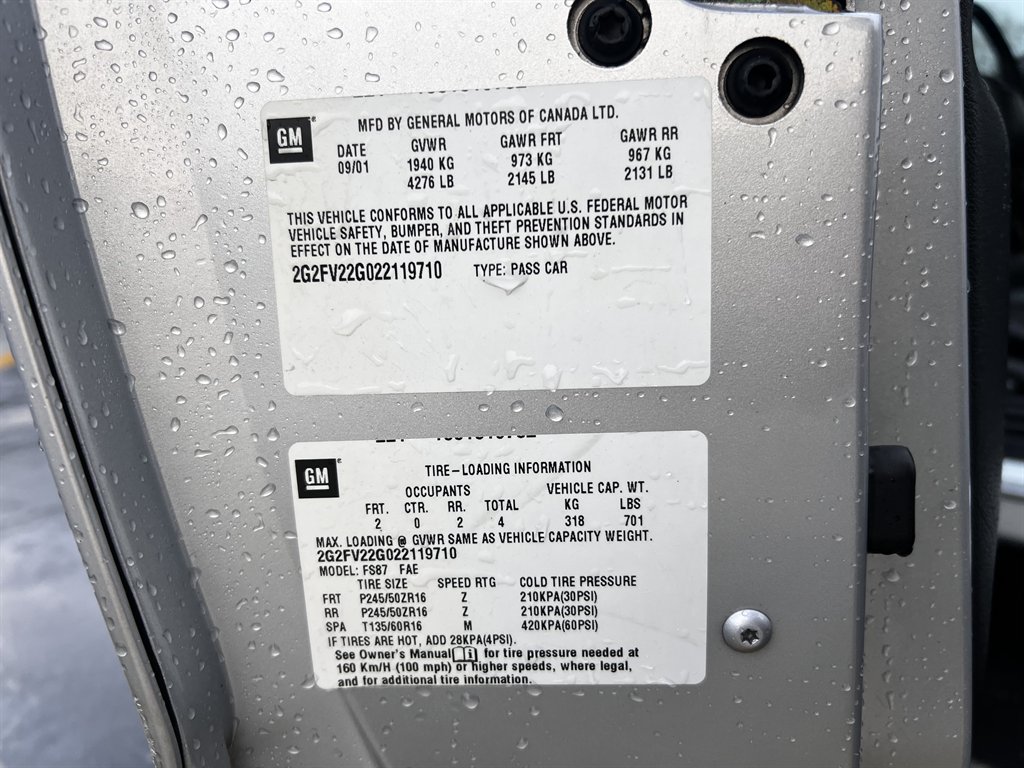 GM
MFD BY GENERAL MOTORS OF CANADA LTD.
DATE GVWR GAWR FRT GAWR RR
09/01 1940 KG 973 KG 967 KG
4276 LB 2145 LB 2131 LB
THIS VEHICLE CONFORMS TO ALL APPLICABLE U.S. FEDERAL MOTOR
VEHICLE SAFETY, BUMPER, AND THEFT PREVENTION STANDARDS IN
EFFECT ON THE DATE OF MANUFACTURE SHOWN ABOVE.
2G2FV22G022119710 TYPE: PASS CAR
GM
TIRE-LOADING INFORMATION
OCCUPANTS VEHICLE CAP. WT.
FRT. CTR. RR. TOTAL KG LBS
2 0 2 4 318 701
MAX. LOADING @ GVWR SAME AS VEHICLE CAPACITY WEIGHT.
2G2FV22G022119710
MODEL: FS87 FAE
TIRE SIZE SPEED RTG COLD TIRE PRESSURE
FRT P245/50ZR16 Z 210KPA(30PSI)
RR P245/50ZR16 Z 210KPA(30PSI)
SPA T135/60R16 M 420KPA(60PSI)
IF TIRES ARE HOT, ADD 28KPA(4PSI).
See Owner's Manual for tire pressure needed at
160 Km/H (100 mph) or higher speeds, where legal,
and for additional tire information.